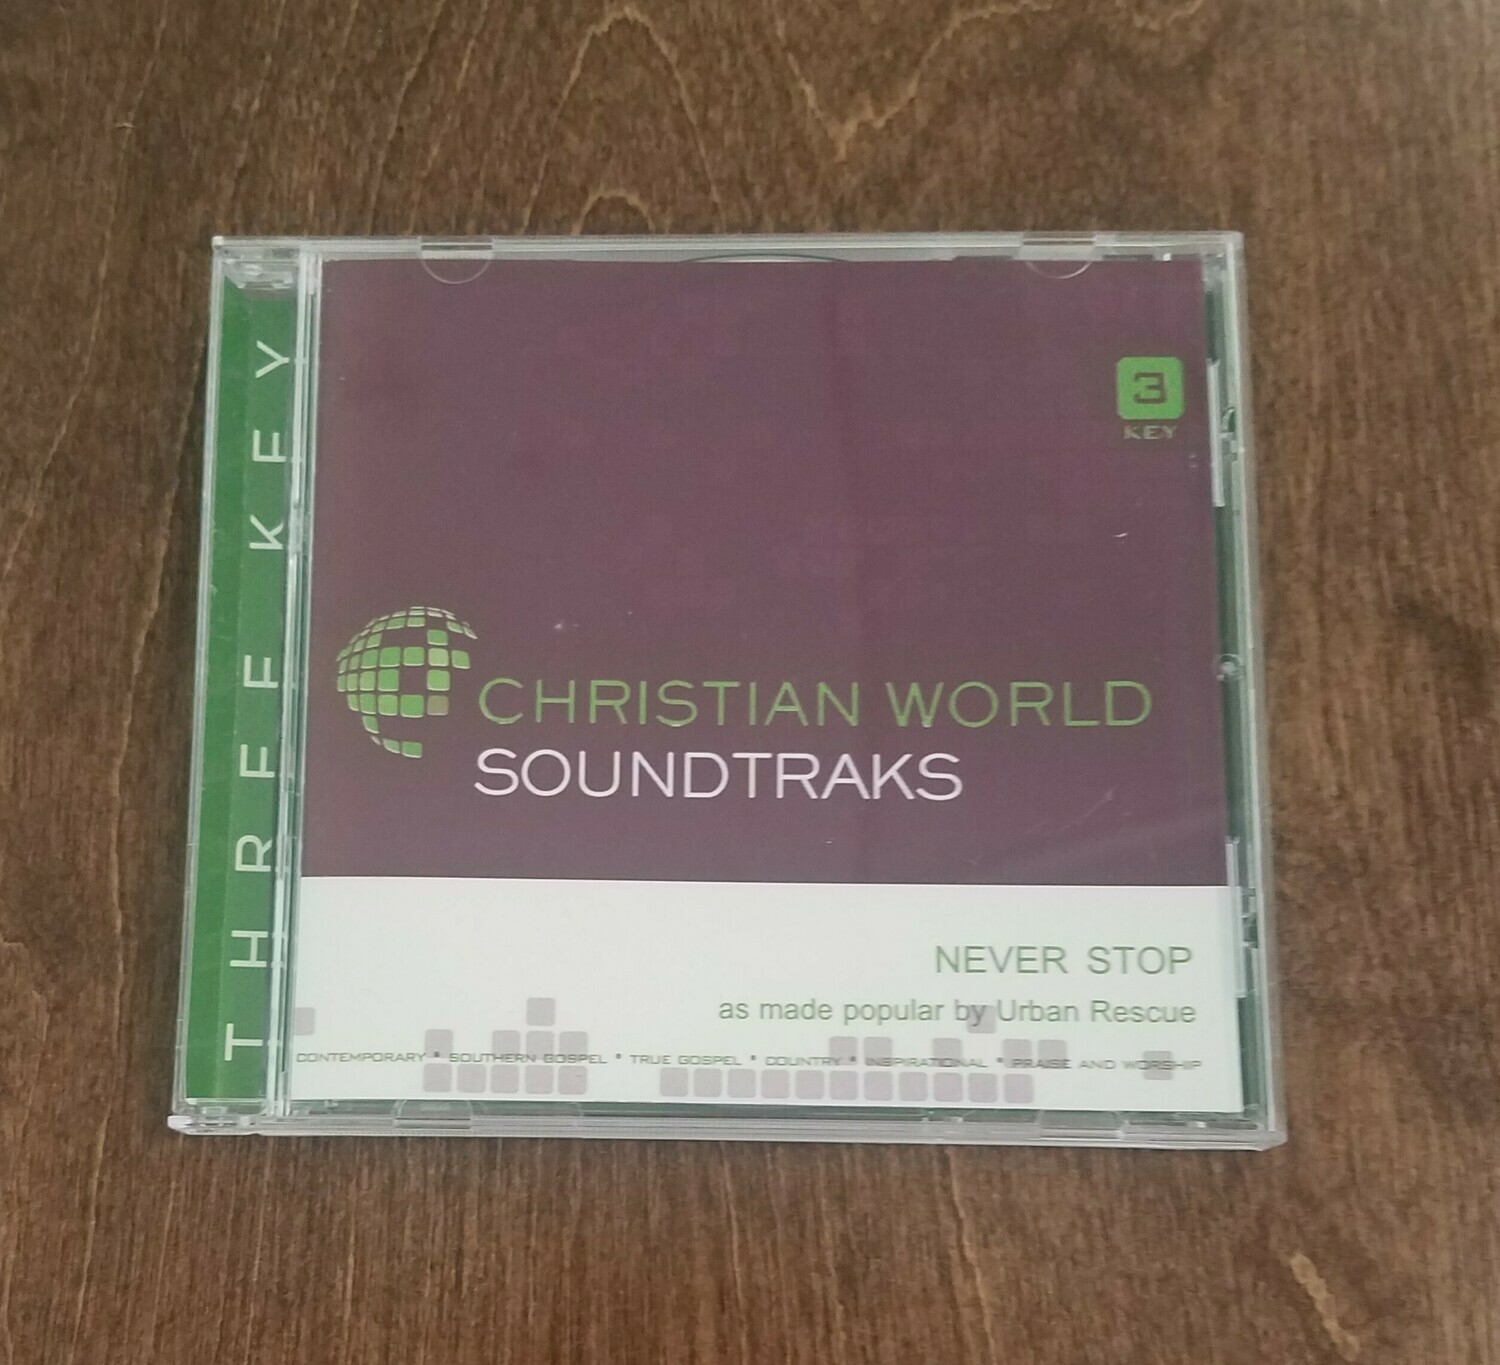 THREE KEY
3
KEY
CHRISTIAN WORLD
SOUNDTRAKS
NEVER STOP
as made popular by Urban Rescue
CONTEMPORARY * SOUTHERN GOSPEL * TRUE GOSPEL * COUNTRY * INSPIRATIONAL * PRAISE AND WORSHIP